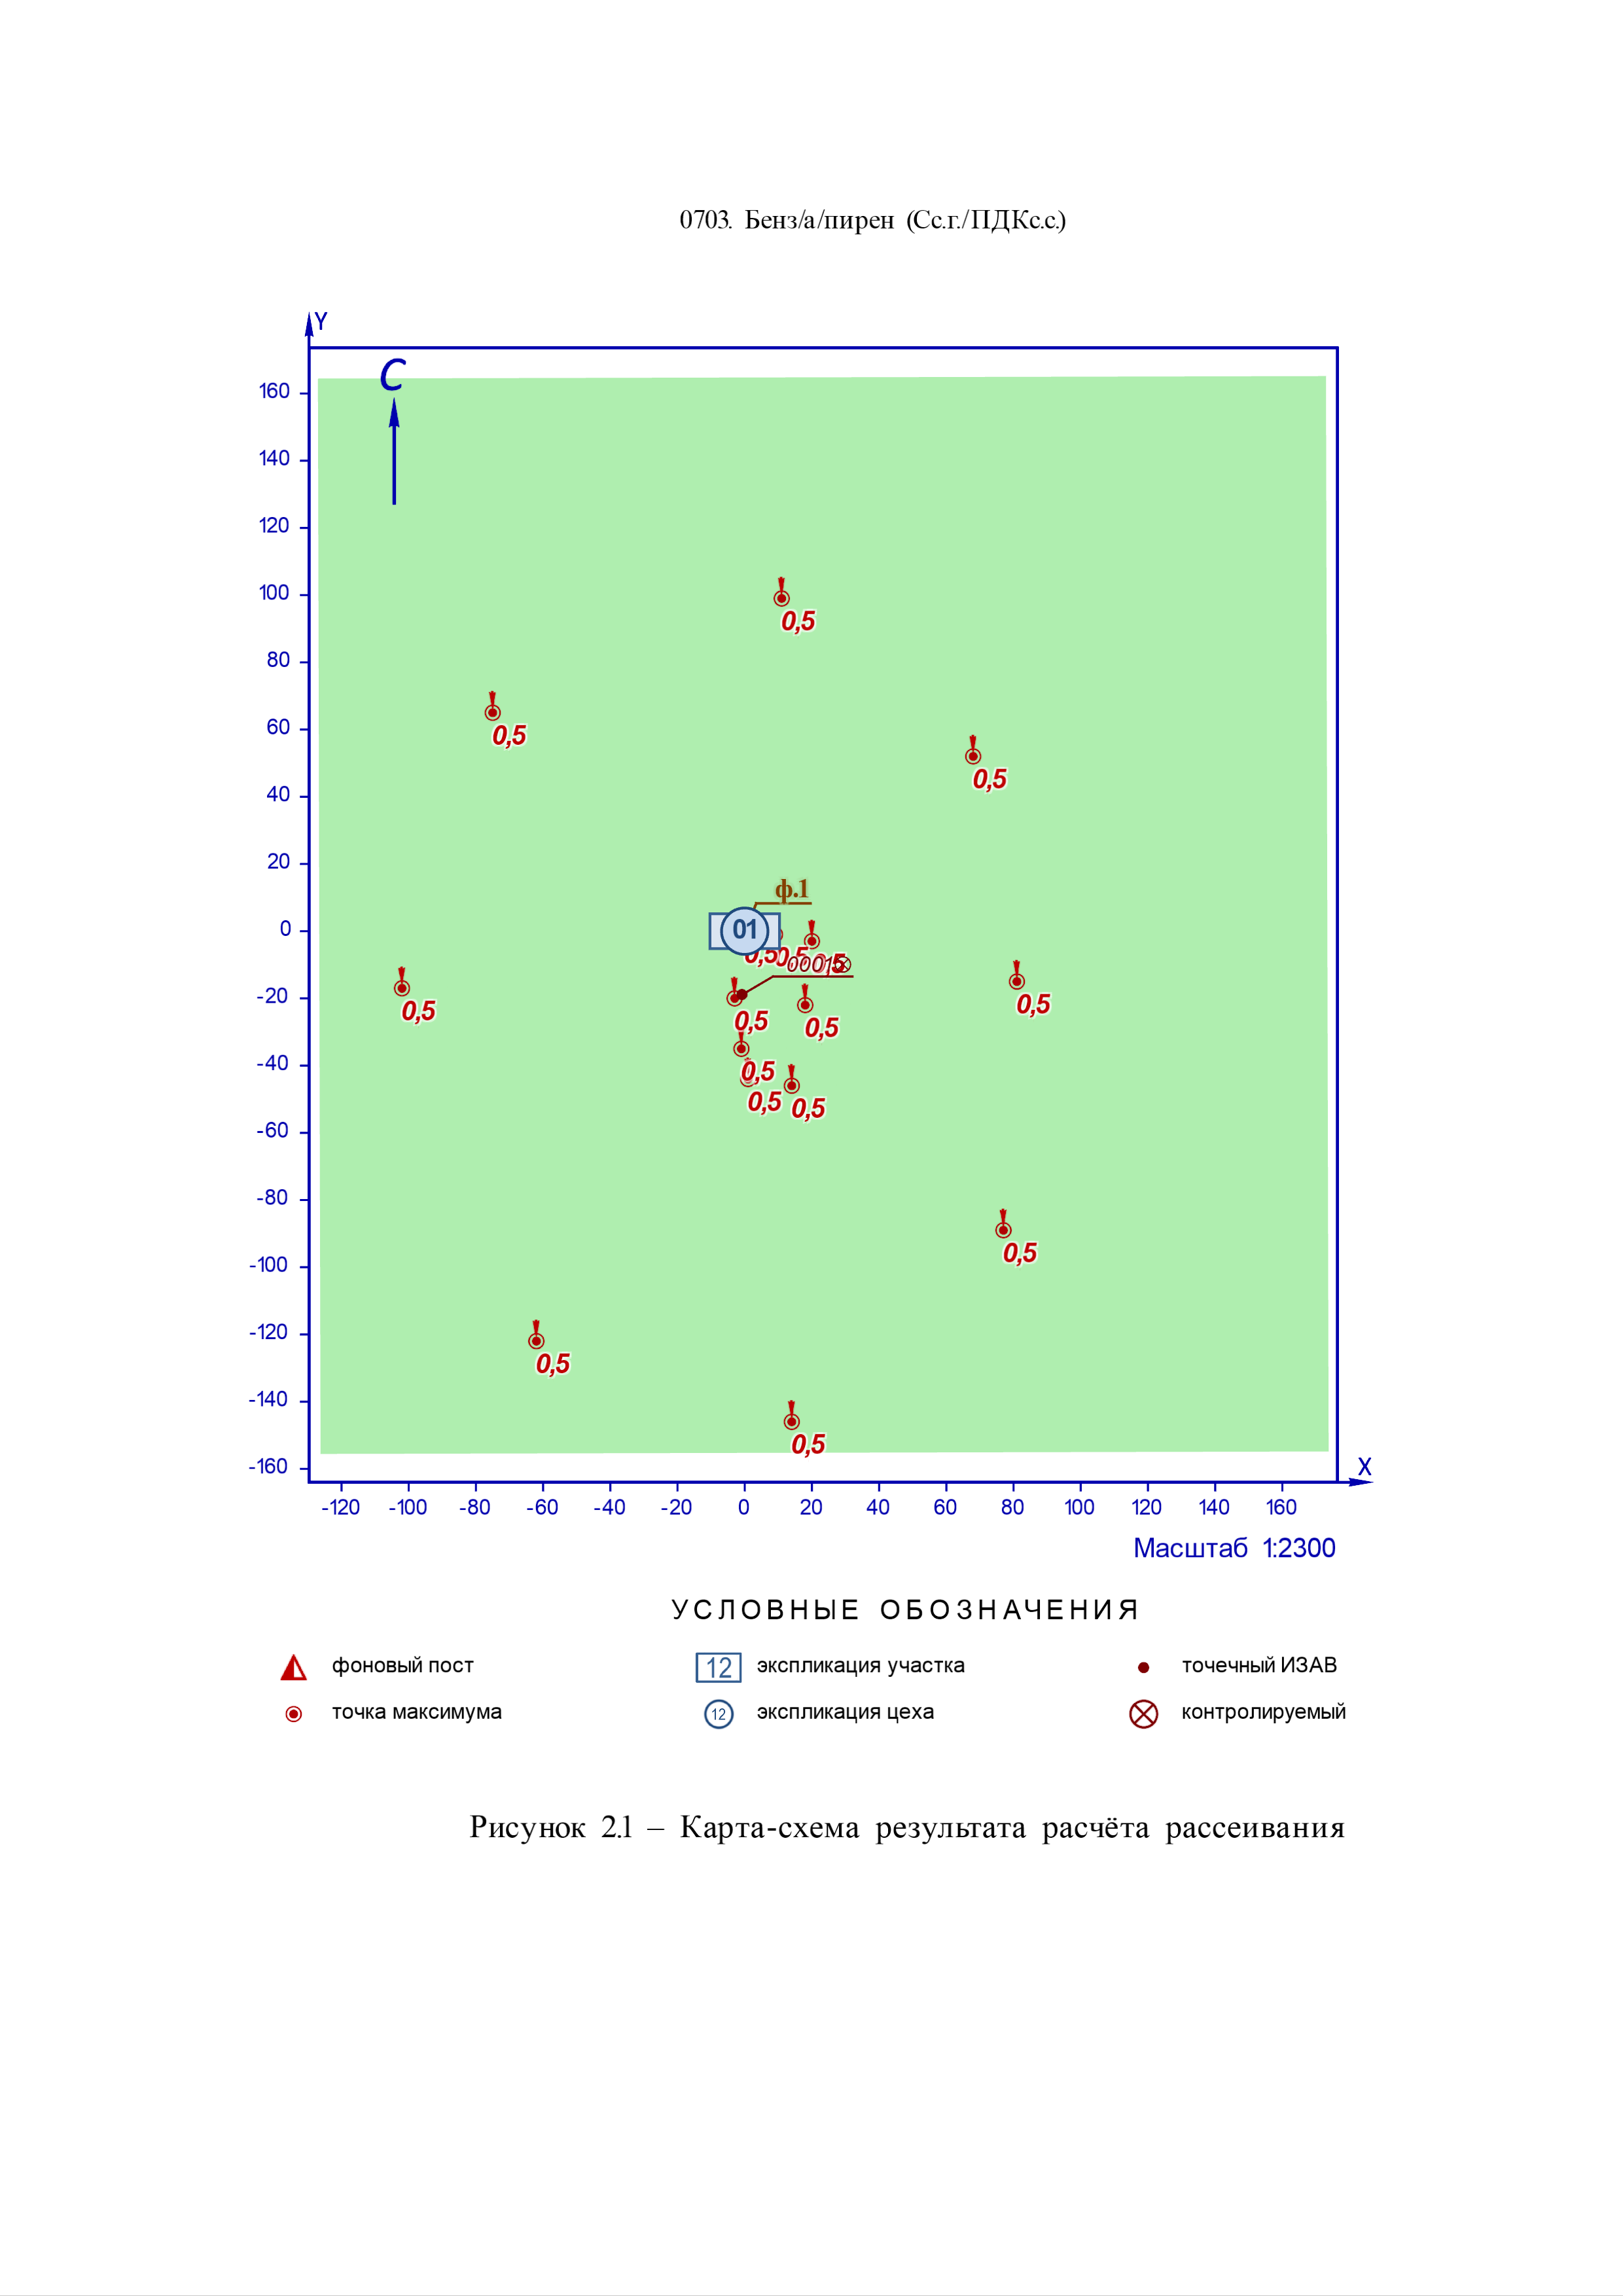 0703. Бенз/а/пирен (Сс.г./ПДКс.с.)
Y
С
160
140
120
100
80
60
40
20
0
-20
-40
-60
-80
-100
-120
-140
-160
0,5
0,5
0,5
ф.1
01
0,5
0,5
0,5
0,5
0,5
0,5
0,5
0,5
0,5
0,5
0,5
0,5
0,5
X
-120 -100 -80 -60 -40 -20 0 20 40 60 80 100 120 140 160
Масштаб 1:2300
УСЛОВНЫЕ ОБОЗНАЧЕНИЯ
фоновый пост
12 экспликация участка
точечный ИЗАВ
точка максимума
12 экспликация цеха
контролируемый
Рисунок 2.1 – Карта-схема результата расчёта рассеивания